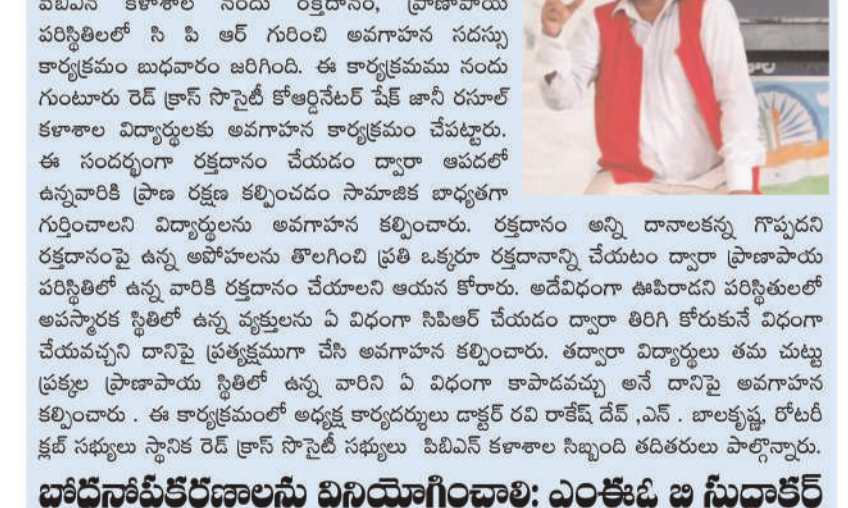 పిబిఎన్ కళాశాల నందు రక్తదానం, ప్రాణాపాయ
పరిస్థితిలలో సి పి ఆర్ గురించి అవగాహన సదస్సు
కార్యక్రమం బుధవారం జరిగింది. ఈ కార్యక్రమము నందు
గుంటూరు రెడ్ క్రాస్ సొసైటీ కోఆర్డినేటర్ షేక్ జానీ రసూల్
కళాశాల విద్యార్థులకు అవగాహన కార్యక్రమం చేపట్టారు.
ఈ సందర్భంగా రక్తదానం చేయడం ద్వారా ఆపదలో
ఉన్నవారికి ప్రాణ రక్షణ కల్పించడం సామాజిక బాధ్యతగా
గుర్తించాలని విద్యార్థులను అవగాహన కల్పించారు. రక్తదానం అన్ని దానాలకన్న గొప్పదని
రక్తదానంపై ఉన్న అపోహలను తొలగించి ప్రతి ఒక్కరూ రక్తదానాన్ని చేయటం ద్వారా ప్రాణాపాయ
పరిస్థితిలో ఉన్న వారికి రక్తదానం చేయాలని ఆయన కోరారు. అదేవిధంగా ఊపిరాడని పరిస్థితులలో
అపస్మారక స్థితిలో ఉన్న వ్యక్తులను ఏ విధంగా సిపిఆర్ చేయడం ద్వారా తిరిగి కోరుకునే విధంగా
చేయవచ్చని దానిపై ప్రత్యక్షముగా చేసి అవగాహన కల్పించారు. తద్వారా విద్యార్థులు తమ చుట్టు
ప్రక్కల ప్రాణాపాయ స్థితిలో ఉన్న వారిని ఏ విధంగా కాపాడవచ్చు అనే దానిపై అవగాహన
కల్పించారు . ఈ కార్యక్రమంలో అధ్యక్ష కార్యదర్శులు డాక్టర్ రవి రాకేష్ దేవ్ ,ఎన్ . బాలకృష్ణ, రోటరీ
క్లబ్ సభ్యులు స్థానిక రెడ్ క్రాస్ సొసైటీ సభ్యులు పిబిఎన్ కళాశాల సిబ్బంది తదితరులు పాల్గొన్నారు.
బోధనోపకరణాలను వినియోగించాలి: ఎంఈఓ బి సుధాకర్